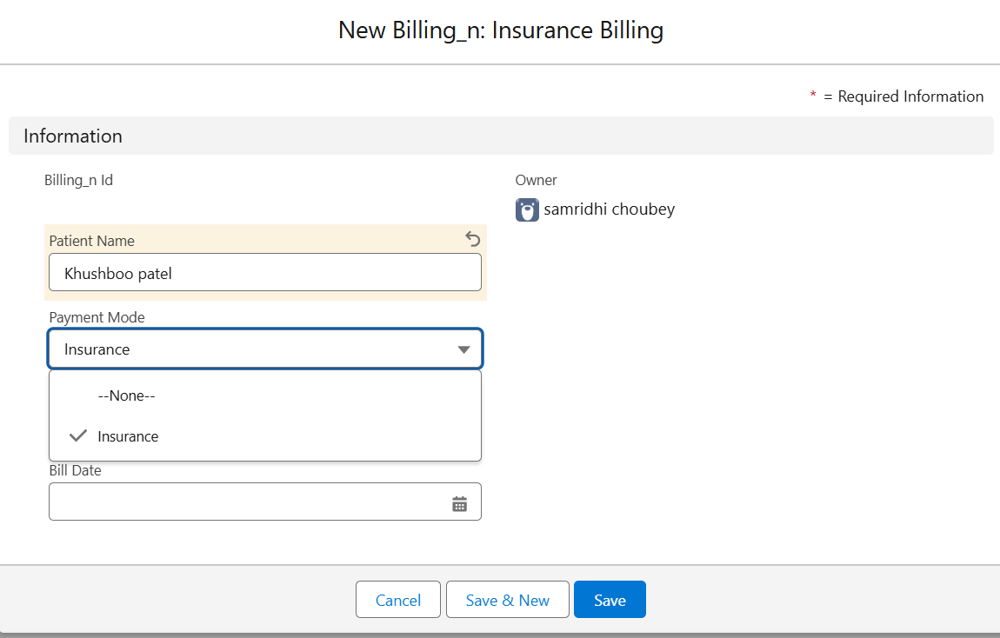 New Billing_n: Insurance Billing
* = Required Information
Information
Billing_n Id
Owner
samridhi choubey
Patient Name
Khushboo patel
Payment Mode
Insurance
--None--
Insurance
Bill Date
Cancel
Save & New
Save